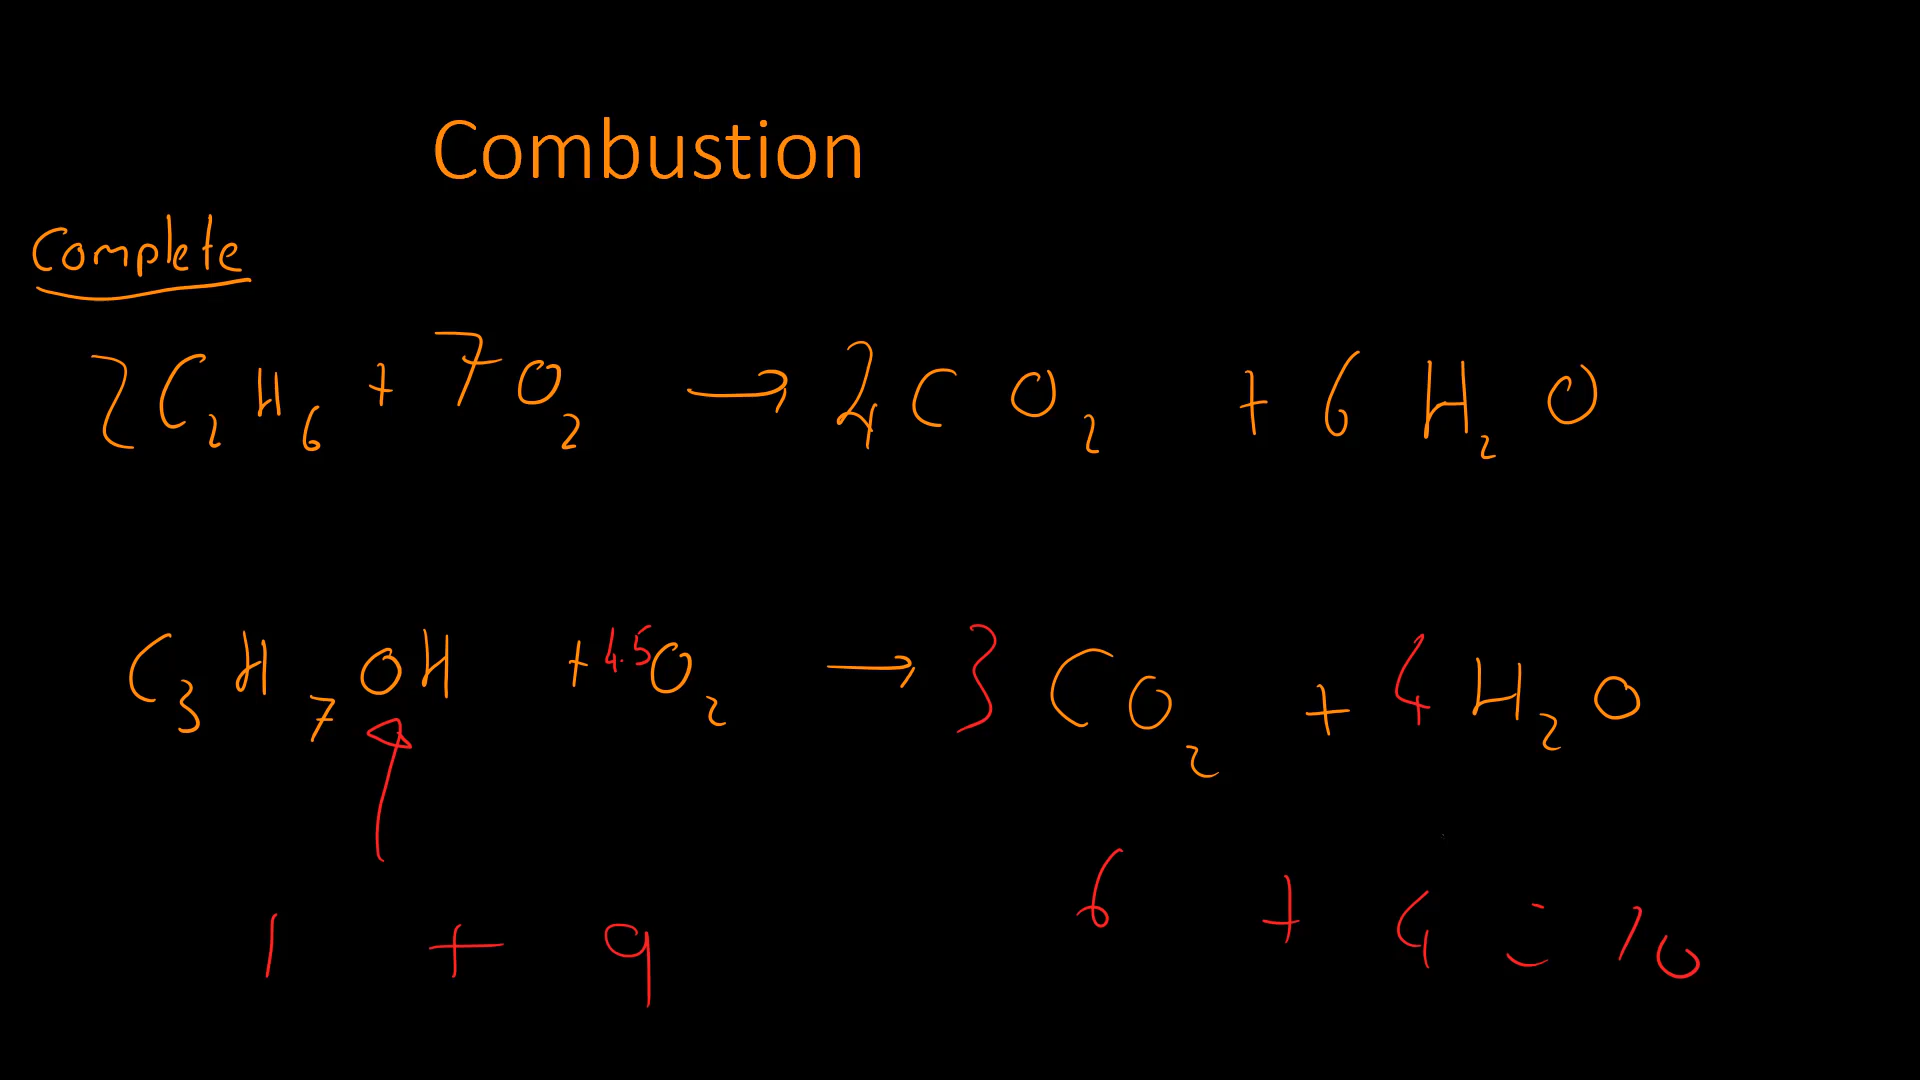 Combustion
Complete
2C₂H₆ + 7O₂ → 4CO₂ + 6H₂O
C₃H₇OH + 4.5O₂ → 3CO₂ + 4H₂O
1 + 9 6 + 4 = 10